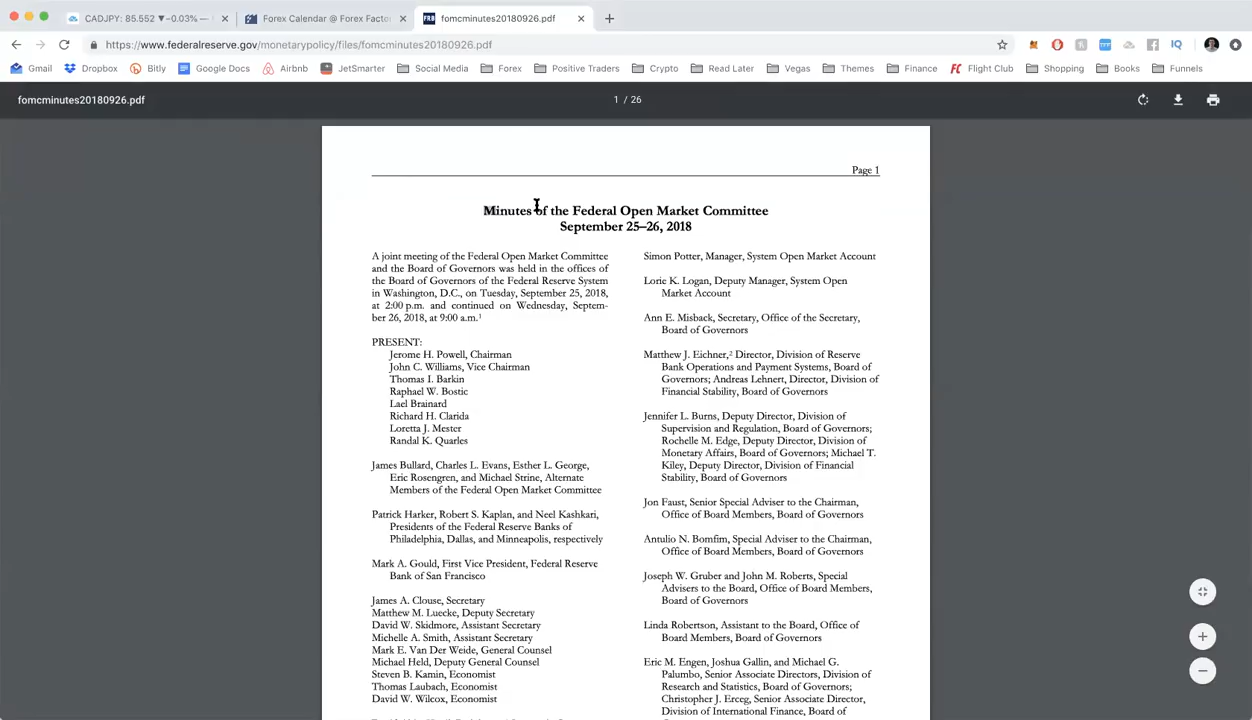 CADJPY: 85.552 ▼−0.03% —
Forex Calendar @ Forex Facto
FRB
fomcminutes20180926.pdf
https://www.federalreserve.gov/monetarypolicy/files/fomcminutes20180926.pdf
TFF
IQ
Gmail
Dropbox
Bitly
Google Docs
Airbnb
JetSmarter
Social Media
Forex
Positive Traders
Crypto
Read Later
Vegas
Themes
Finance
FC Flight Club
Shopping
Books
Funnels
fomcminutes20180926.pdf
1 / 26
Page 1
Minutes of the Federal Open Market Committee
September 25–26, 2018
A joint meeting of the Federal Open Market Committee
and the Board of Governors was held in the offices of
the Board of Governors of the Federal Reserve System
in Washington, D.C., on Tuesday, September 25, 2018,
at 2:00 p.m. and continued on Wednesday, Septem-
ber 26, 2018, at 9:00 a.m.¹
PRESENT:
Jerome H. Powell, Chairman
John C. Williams, Vice Chairman
Thomas I. Barkin
Raphael W. Bostic
Lael Brainard
Richard H. Clarida
Loretta J. Mester
Randal K. Quarles
James Bullard, Charles L. Evans, Esther L. George,
Eric Rosengren, and Michael Strine, Alternate
Members of the Federal Open Market Committee
Patrick Harker, Robert S. Kaplan, and Neel Kashkari,
Presidents of the Federal Reserve Banks of
Philadelphia, Dallas, and Minneapolis, respectively
Mark A. Gould, First Vice President, Federal Reserve
Bank of San Francisco
James A. Clouse, Secretary
Matthew M. Luecke, Deputy Secretary
David W. Skidmore, Assistant Secretary
Michelle A. Smith, Assistant Secretary
Mark E. Van Der Weide, General Counsel
Michael Held, Deputy General Counsel
Steven B. Kamin, Economist
Thomas Laubach, Economist
David W. Wilcox, Economist
Simon Potter, Manager, System Open Market Account
Lorie K. Logan, Deputy Manager, System Open
Market Account
Ann E. Misback, Secretary, Office of the Secretary,
Board of Governors
Matthew J. Eichner,² Director, Division of Reserve
Bank Operations and Payment Systems, Board of
Governors; Andreas Lehnert, Director, Division of
Financial Stability, Board of Governors
Jennifer L. Burns, Deputy Director, Division of
Supervision and Regulation, Board of Governors;
Rochelle M. Edge, Deputy Director, Division of
Monetary Affairs, Board of Governors; Michael T.
Kiley, Deputy Director, Division of Financial
Stability, Board of Governors
Jon Faust, Senior Special Adviser to the Chairman,
Office of Board Members, Board of Governors
Antulio N. Bomfim, Special Adviser to the Chairman,
Office of Board Members, Board of Governors
Joseph W. Gruber and John M. Roberts, Special
Advisers to the Board, Office of Board Members,
Board of Governors
Linda Robertson, Assistant to the Board, Office of
Board Members, Board of Governors
Eric M. Engen, Joshua Gallin, and Michael G.
Palumbo, Senior Associate Directors, Division of
Research and Statistics, Board of Governors;
Christopher J. Erceg, Senior Associate Director,
Division of International Finance, Board of